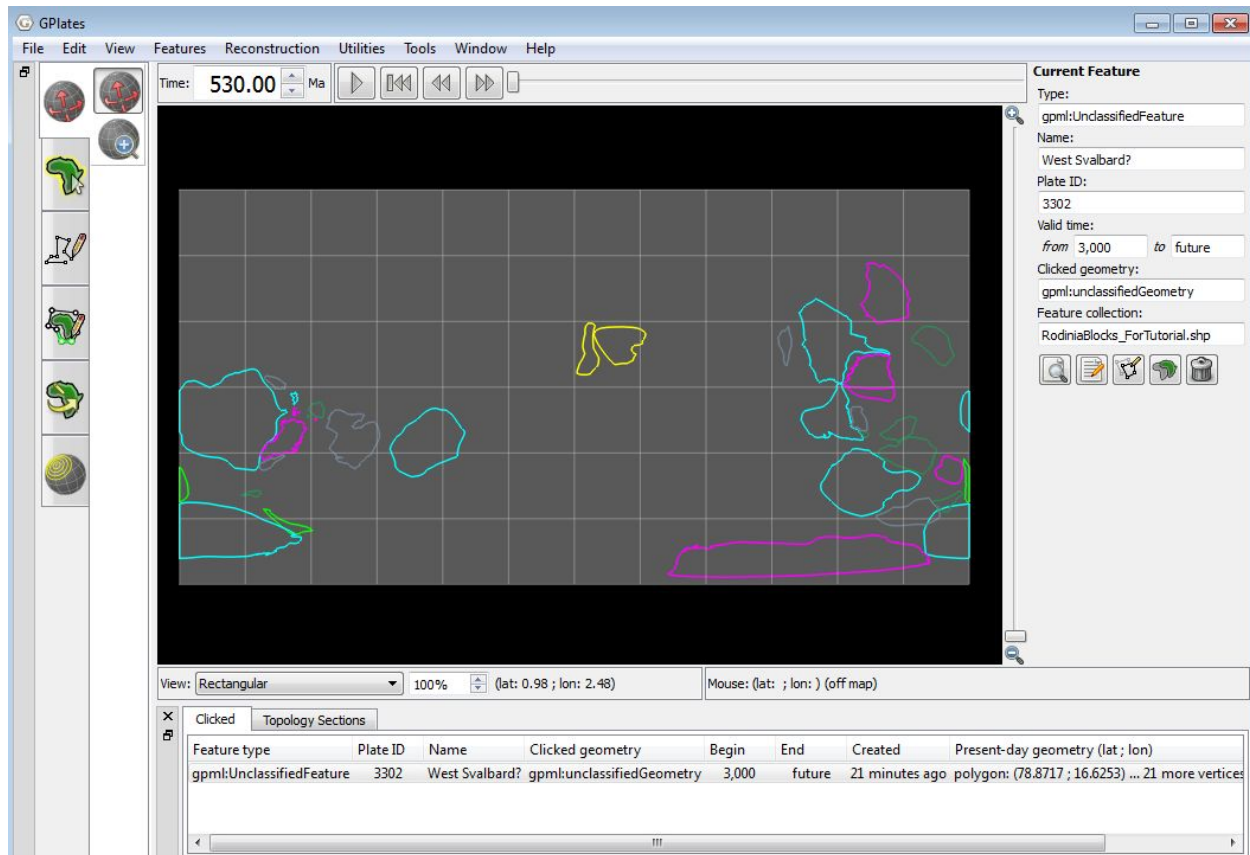 GPlates
File Edit View Features Reconstruction Utilities Tools Window Help
Time: 530.00 Ma
Current Feature
Type:
gpml:UnclassifiedFeature
Name:
West Svalbard?
Plate ID:
3302
Valid time:
from 3,000 to future
Clicked geometry:
gpml:unclassifiedGeometry
Feature collection:
RodiniaBlocks_ForTutorial.shp
View: Rectangular 100% (lat: 0.98 ; lon: 2.48) Mouse: (lat: ; lon: ) (off map)
Clicked Topology Sections
Feature type Plate ID Name Clicked geometry Begin End Created Present-day geometry (lat ; lon)
gpml:UnclassifiedFeature 3302 West Svalbard? gpml:unclassifiedGeometry 3,000 future 21 minutes ago polygon: (78.8717 ; 16.6253) ... 21 more vertices